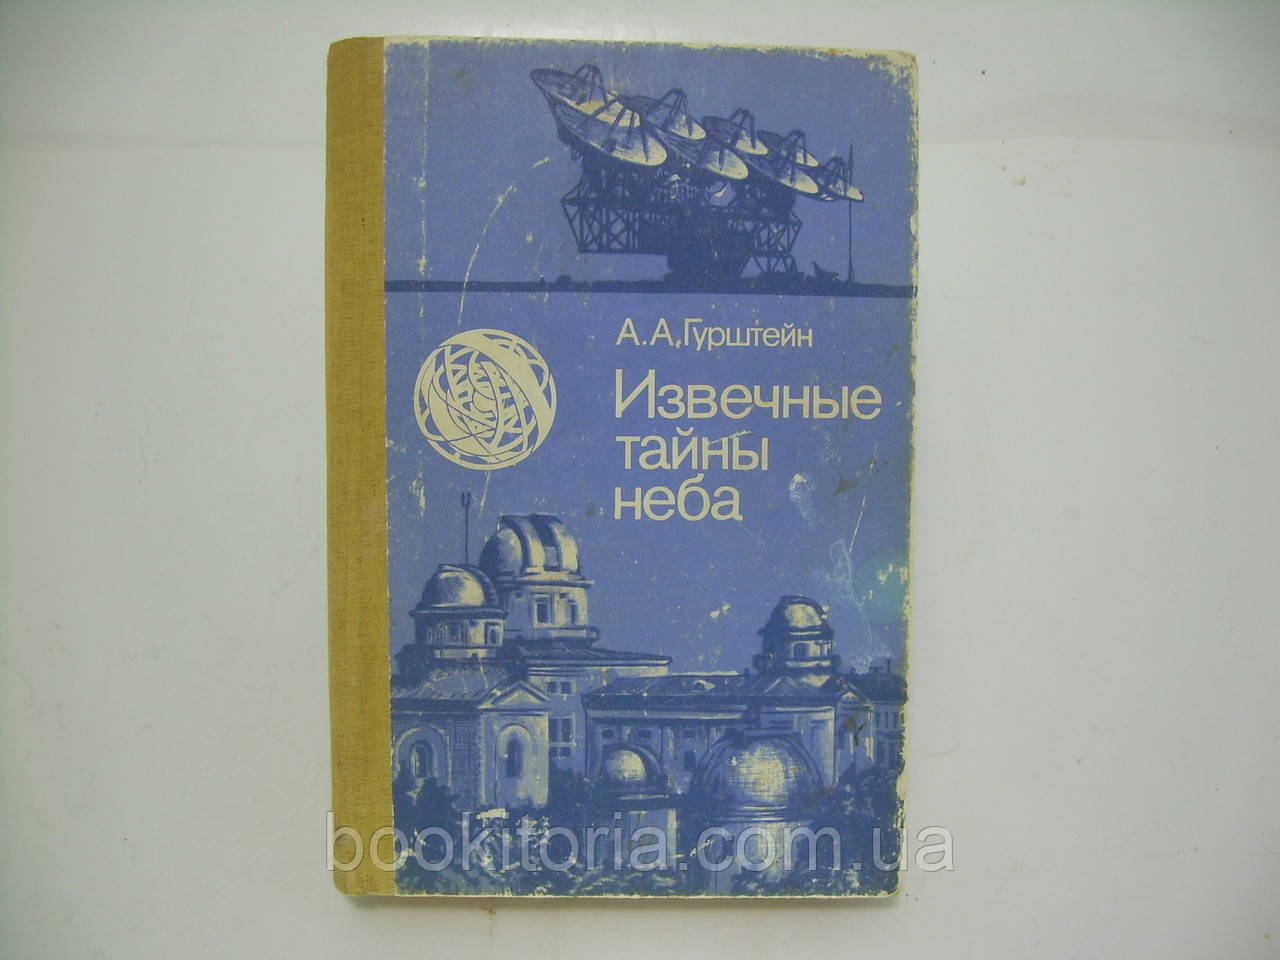 А.А.Гурштейн
Извечные
тайны
неба
bookitoria.com.ua